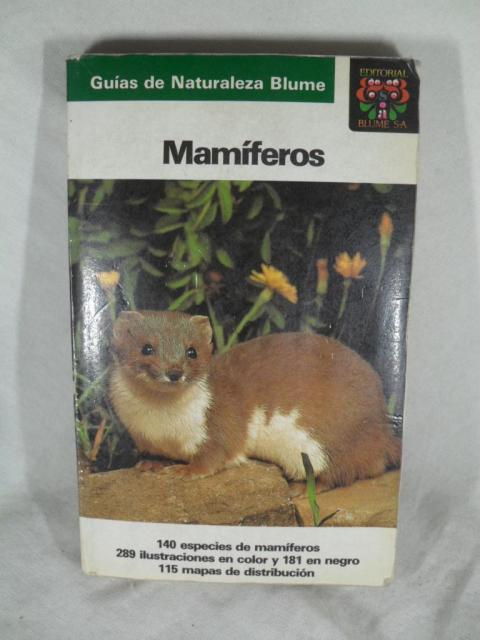 Guías de Naturaleza Blume
EDITORIAL
BLUME S.A
Mamíferos
140 especies de mamíferos
289 ilustraciones en color y 181 en negro
115 mapas de distribución